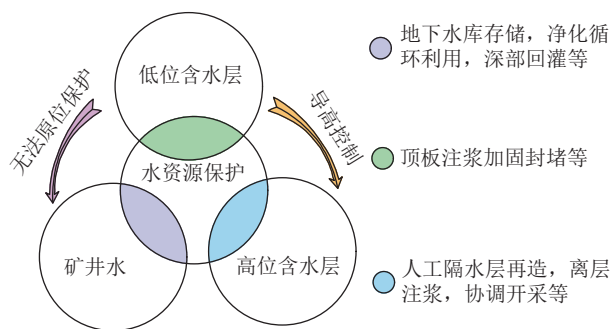 低位含水层
无法原位保护
导高控制
水资源保护
矿井水
高位含水层
地下水库存储，净化循
环利用，深部回灌等
顶板注浆加固封堵等
人工隔水层再造，离层
注浆，协调开采等